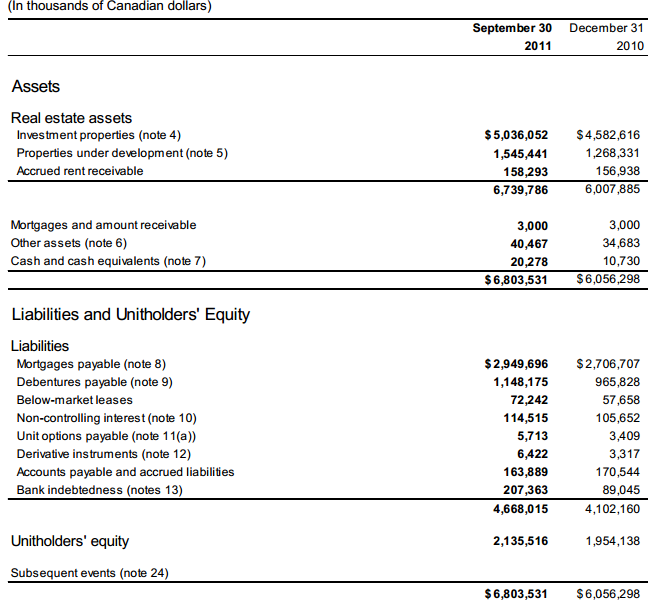 (In thousands of Canadian dollars)
September 30 December 31
2011 2010
Assets
Real estate assets
Investment properties (note 4) $5,036,052 $4,582,616
Properties under development (note 5) 1,545,441 1,268,331
Accrued rent receivable 158,293 156,938
6,739,786 6,007,885
Mortgages and amount receivable 3,000 3,000
Other assets (note 6) 40,467 34,683
Cash and cash equivalents (note 7) 20,278 10,730
$6,803,531 $6,056,298
Liabilities and Unitholders' Equity
Liabilities
Mortgages payable (note 8) $2,949,696 $2,706,707
Debentures payable (note 9) 1,148,175 965,828
Below-market leases 72,242 57,658
Non-controlling interest (note 10) 114,515 105,652
Unit options payable (note 11(a)) 5,713 3,409
Derivative instruments (note 12) 6,422 3,317
Accounts payable and accrued liabilities 163,889 170,544
Bank indebtedness (notes 13) 207,363 89,045
4,668,015 4,102,160
Unitholders' equity 2,135,516 1,954,138
Subsequent events (note 24)
$6,803,531 $6,056,298